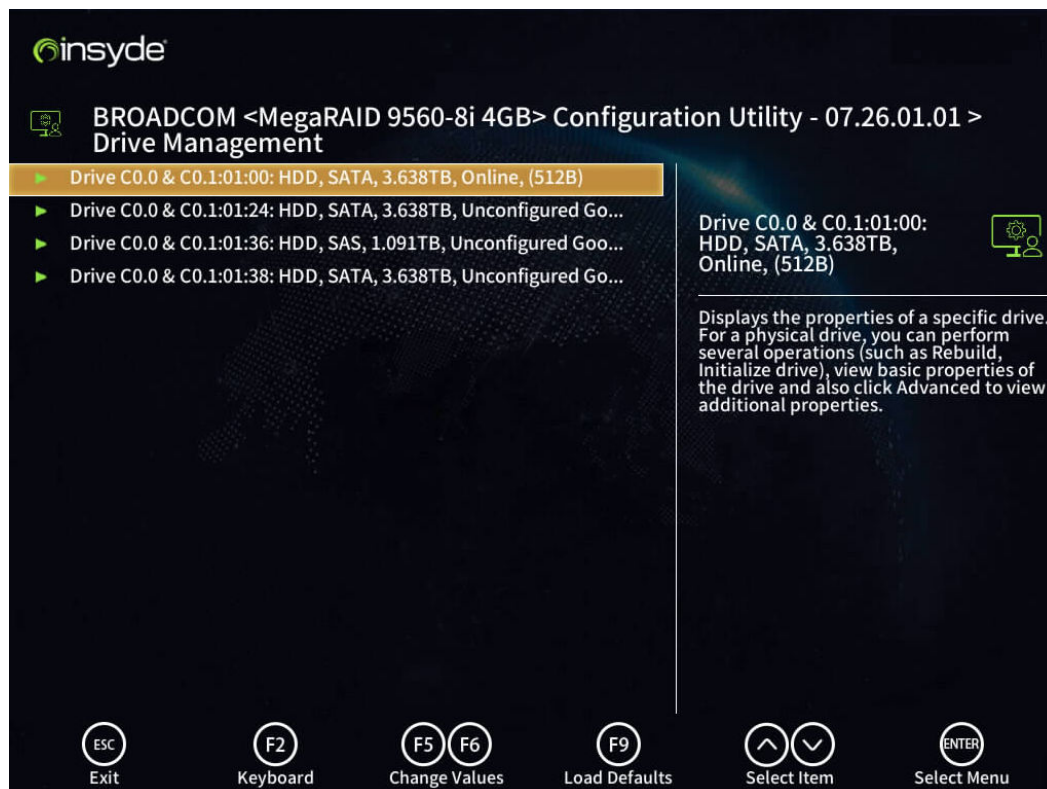 insyde
BROADCOM <MegaRAID 9560-8i 4GB> Configuration Utility - 07.26.01.01 >
Drive Management
Drive C0.0 & C0.1:01:00: HDD, SATA, 3.638TB, Online, (512B)
Drive C0.0 & C0.1:01:24: HDD, SATA, 3.638TB, Unconfigured Go...
Drive C0.0 & C0.1:01:36: HDD, SAS, 1.091TB, Unconfigured Goo...
Drive C0.0 & C0.1:01:38: HDD, SATA, 3.638TB, Unconfigured Go...
Drive C0.0 & C0.1:01:00:
HDD, SATA, 3.638TB,
Online, (512B)
Displays the properties of a specific drive.
For a physical drive, you can perform
several operations (such as Rebuild,
Initialize drive), view basic properties of
the drive and also click Advanced to view
additional properties.
ESC F2 F5 F6 F9 ENTER
Exit Keyboard Change Values Load Defaults Select Item Select Menu